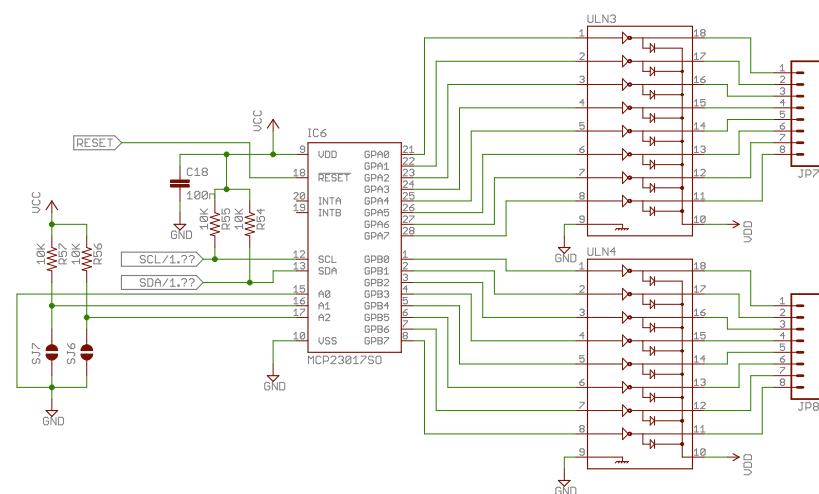 ULN3
1 18
2 17
3 16
4 15
5 14
6 13
7 12
8 11
9 10
GND
VDD
1
2
3
4
5
6
7
8
JP7
VCC
IC6
RESET
9 VDD GPA0 21
GPA1 22
18 RESET GPA2 23
GPA3 24
20 INTA GPA4 25
19 INTB GPA5 26
GPA6 27
GPA7 28
12 SCL GPB0 1
13 SDA GPB1 2
GPB2 3
15 A0 GPB3 4
16 A1 GPB4 5
17 A2 GPB5 6
GPB6 7
10 VSS GPB7 8
MCP23017SO
GND
C18
100n
GND
10K
R55
10K
R54
SCL/1.??
SDA/1.??
VCC
10K
R57
10K
R56
SJ7
SJ6
GND
ULN4
1 18
2 17
3 16
4 15
5 14
6 13
7 12
8 11
9 10
GND
VDD
1
2
3
4
5
6
7
8
JP8